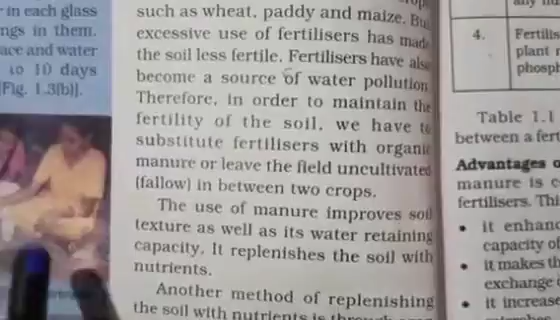 in each glass
ings in them.
ace and water
to 10 days
Fig. 1.3(b)].
such as wheat, paddy and maize. But
excessive use of fertilisers has made
the soil less fertile. Fertilisers have also
become a source of water pollution
Therefore, in order to maintain the
fertility of the soil, we have to
substitute fertilisers with organic
manure or leave the field uncultivated
(fallow) in between two crops.
The use of manure improves soil
texture as well as its water retaining
capacity. It replenishes the soil with
nutrients.
Another method of replenishing
the soil with nutrients is through
4. Fertilis
plant
phosph
Table 1.1
between a fert
Advantages o
manure is
fertilisers. Thi
• it enhanc
capacity of
• it makes th
exchange
• it increase